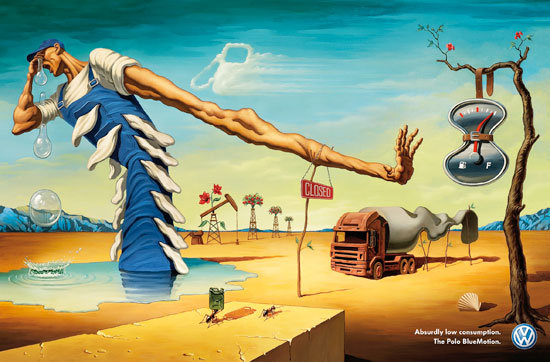 CLOSED
F
Absurdly low consumption.
The Polo BlueMotion.